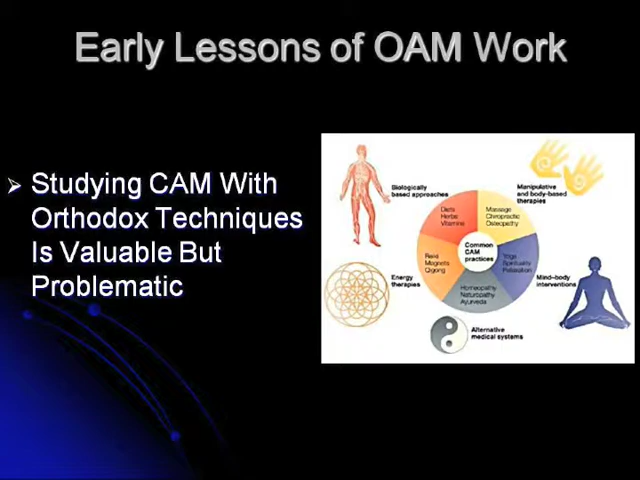 Early Lessons of OAM Work
Studying CAM With
Orthodox Techniques
Is Valuable But
Problematic
Biologically
based approaches
Manipulative
and body-based
therapies
Diets
Herbs
Vitamins
Massage
Chiropractic
Osteopathy
Common
CAM
practices
Reiki
Magnets
Qigong
Yoga
Spirituality
Relaxation
Energy
therapies
Mind–body
interventions
Homeopathy
Naturopathy
Ayurveda
Alternative
medical systems